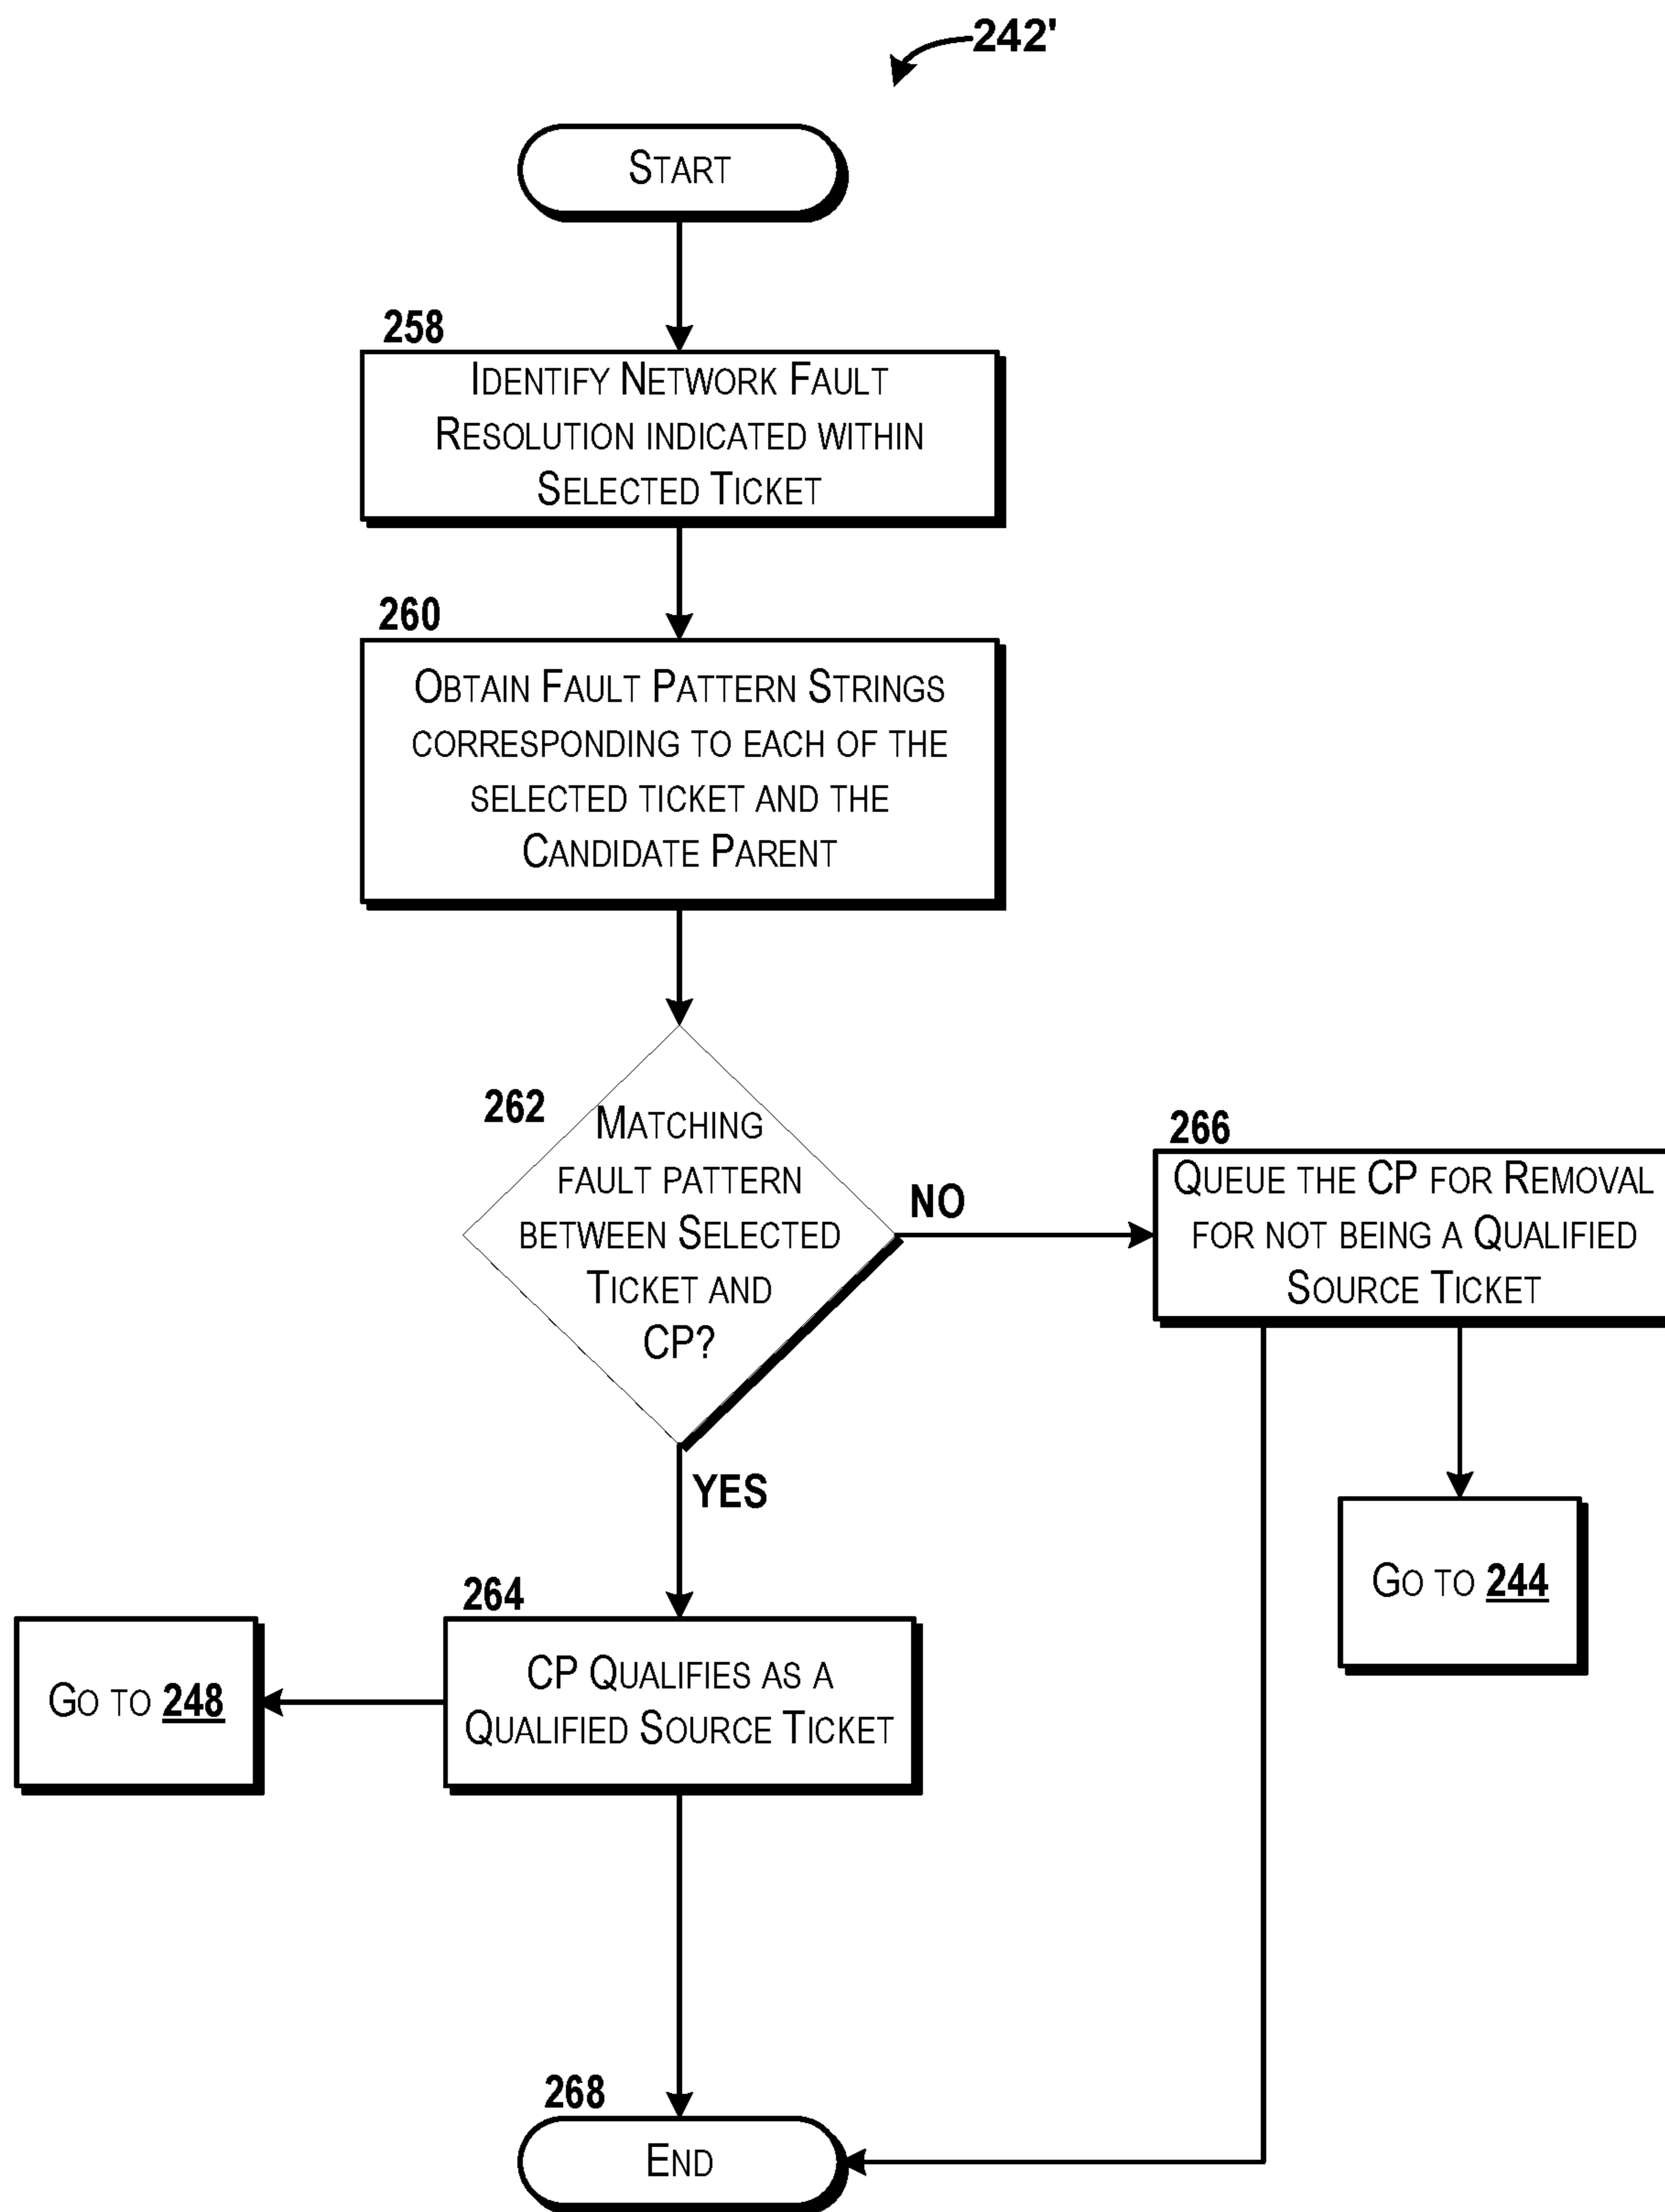 242'
START
258
IDENTIFY NETWORK FAULT
RESOLUTION INDICATED WITHIN
SELECTED TICKET
260
OBTAIN FAULT PATTERN STRINGS
CORRESPONDING TO EACH OF THE
SELECTED TICKET AND THE
CANDIDATE PARENT
262
MATCHING
FAULT PATTERN
BETWEEN SELECTED
TICKET AND
CP?
NO
266
QUEUE THE CP FOR REMOVAL
FOR NOT BEING A QUALIFIED
SOURCE TICKET
YES
GO TO 244
264
CP QUALIFIES AS A
QUALIFIED SOURCE TICKET
GO TO 248
268
END